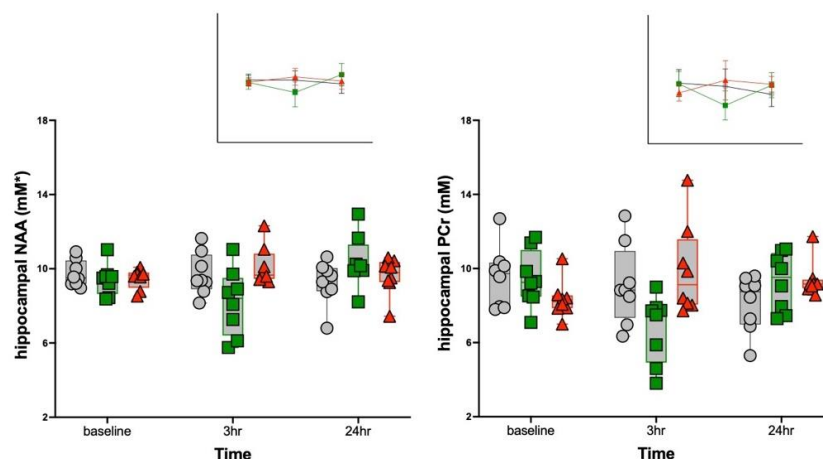 hippocampal NAA (mM*)
18
14
10
6
2
baseline
3hr
24hr
Time
hippocampal PCr (mM)
18
14
10
6
2
baseline
3hr
24hr
Time